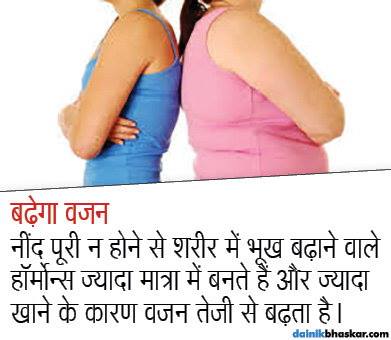 बढ़ेगा वजन
नींद पूरी न होने से शरीर में भूख बढ़ाने वाले
हॉर्मोन्स ज्यादा मात्रा में बनते हैं और ज्यादा
खाने के कारण वजन तेजी से बढ़ता है।
dainikbhaskar.com